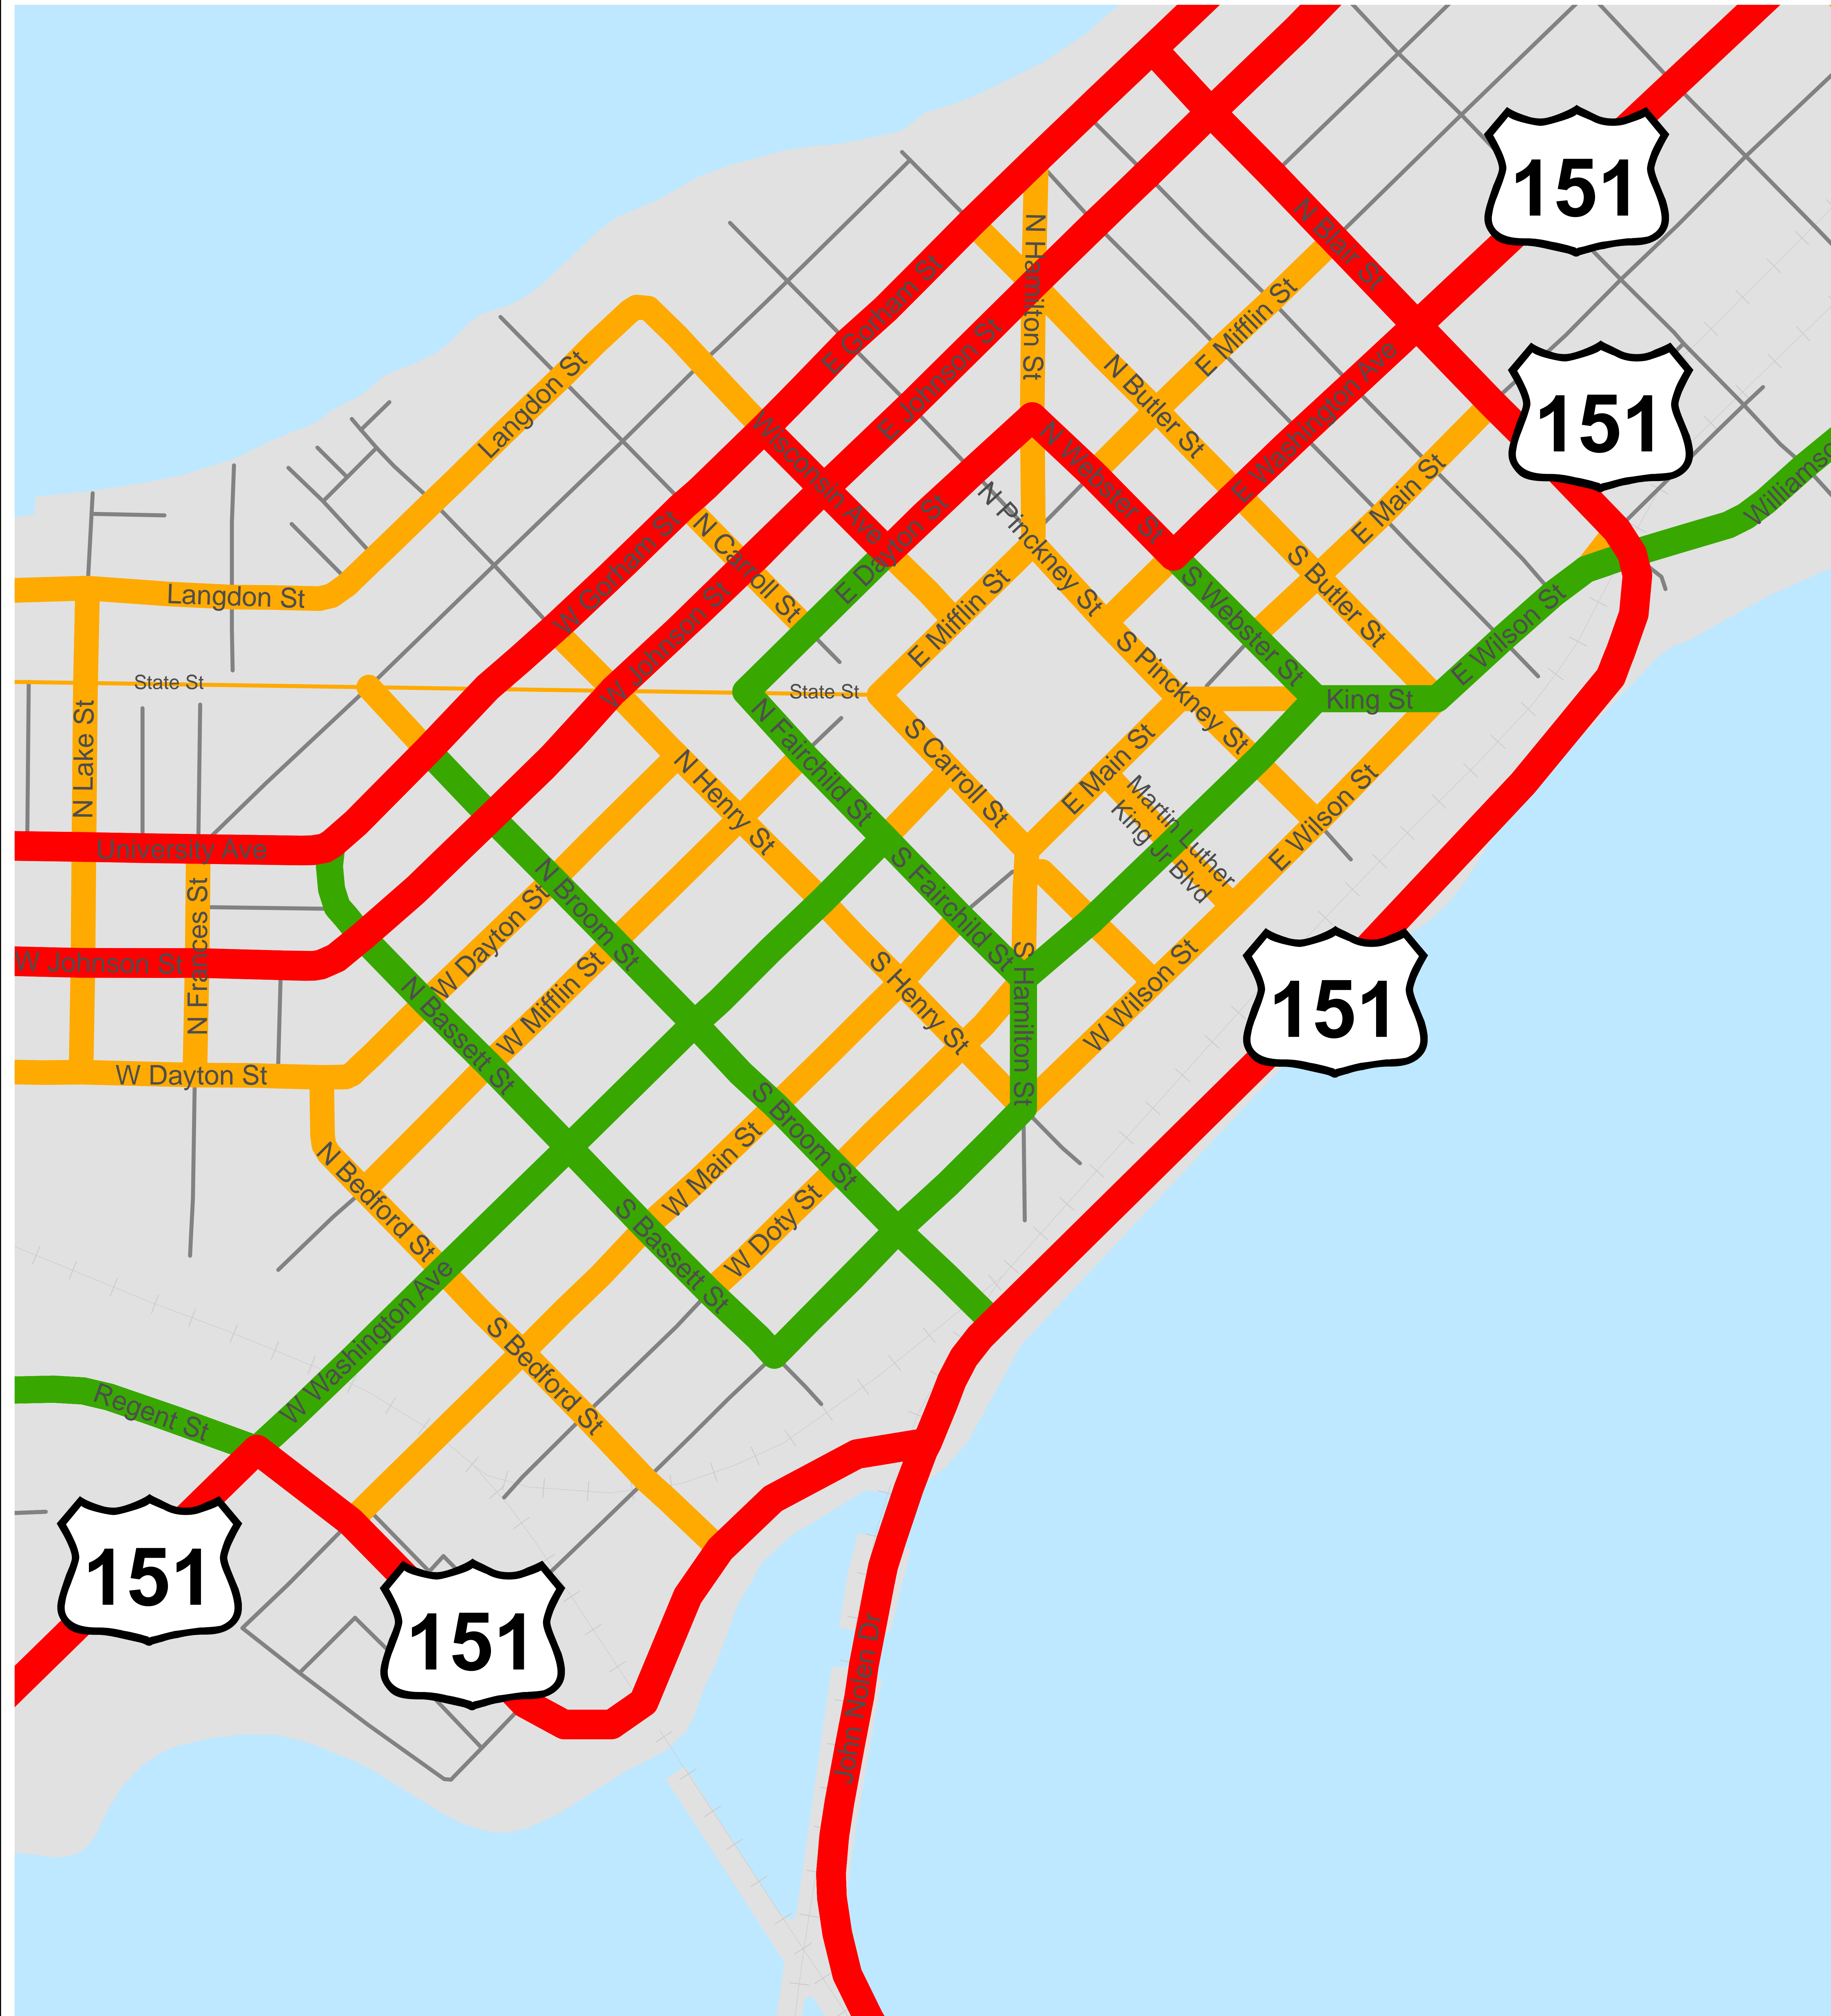 151
N Blair St
N Hamilton St
E Gorham St
E Mifflin St
E Johnson St
N Butler St
E Washington Ave
151
Langdon St
Wisconsin Ave
N Webster St
E Main St
Williams
N Pinckney St
E Dayton St
N Carroll St
W Gorham St
Langdon St
W Johnson St
E Mifflin St
S Butler St
S Webster St
E Wilson St
S Pinckney St
State St
State St
King St
N Lake St
N Fairchild St
S Carroll St
E Main St
N Henry St
Martin Luther
King Jr Blvd
E Wilson St
University Ave
S Fairchild St
N Broom St
W Dayton St
N Frances St
W Johnson St
S Hamilton St
W Wilson St
S Henry St
151
N Bassett St
W Mifflin St
W Dayton St
S Broom St
W Main St
N Bedford St
W Doty St
S Bassett St
W Washington Ave
S Bedford St
Regent St
151
151
John Nolen Dr